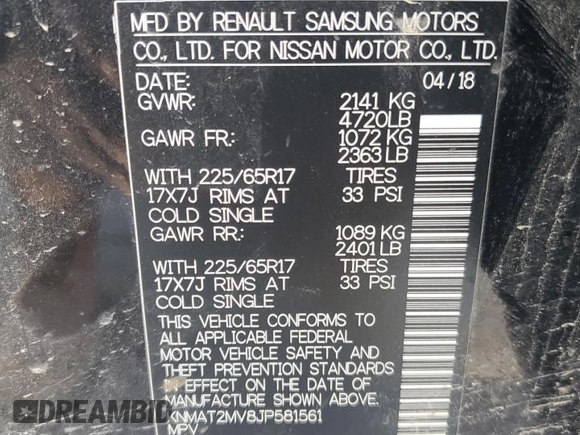 MFD BY RENAULT SAMSUNG MOTORS
CO., LTD. FOR NISSAN MOTOR CO., LTD.
DATE: 04/18
GVWR: 2141 KG
4720LB
GAWR FR: 1072 KG
2363 LB
WITH 225/65R17 TIRES
17X7J RIMS AT 33 PSI
COLD SINGLE
GAWR RR: 1089 KG
2401 LB
WITH 225/65R17 TIRES
17X7J RIMS AT 33 PSI
COLD SINGLE
THIS VEHICLE CONFORMS TO
ALL APPLICABLE FEDERAL
MOTOR VEHICLE SAFETY AND
THEFT PREVENTION STANDARDS
IN EFFECT ON THE DATE OF
MANUFACTURE SHOWN ABOVE.
KNMAT2MV8JP581561
MPV